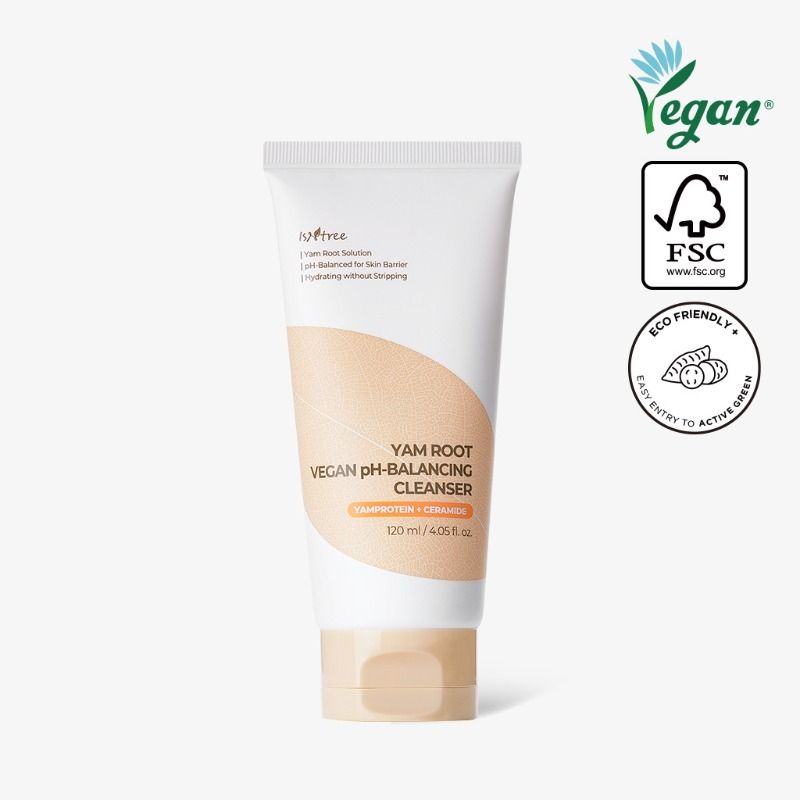 Isntree
| Yam Root Solution
| pH-Balanced for Skin Barrier
| Hydrating without Stripping
YAM ROOT
VEGAN pH-BALANCING
CLEANSER
YAMPROTEIN + CERAMIDE
120 ml / 4.05 fl. oz.
Vegan®
FSC™
www.fsc.org
ECO FRIENDLY +
EASY ENTRY TO ACTIVE GREEN